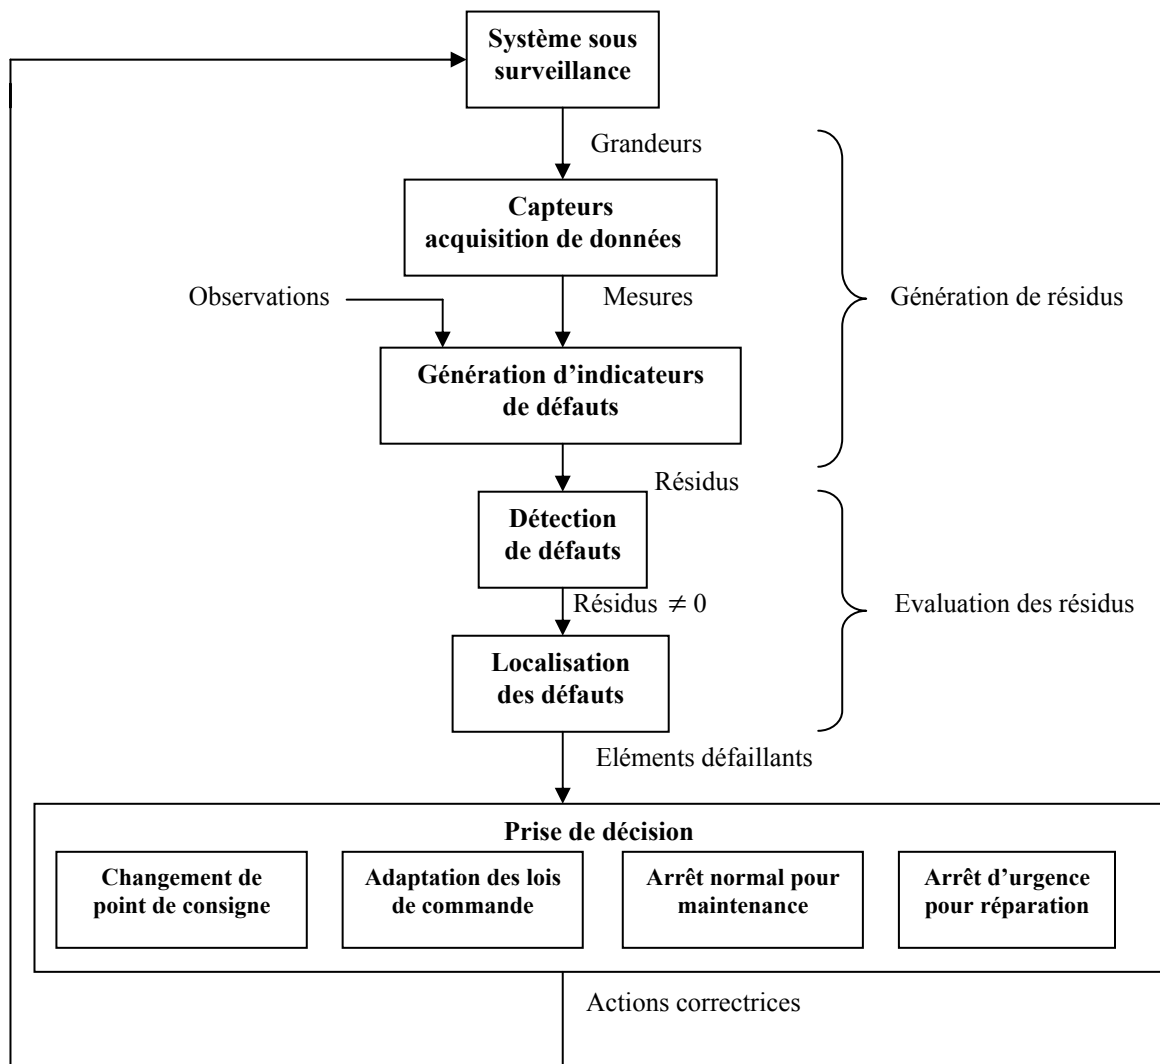 Système sous
surveillance
Grandeurs
Capteurs
acquisition de données
Observations
Mesures
Génération de résidus
Génération d’indicateurs
de défauts
Résidus
Détection
de défauts
Résidus ≠ 0
Evaluation des résidus
Localisation
des défauts
Eléments défaillants
Prise de décision
Changement de
point de consigne
Adaptation des lois
de commande
Arrêt normal pour
maintenance
Arrêt d’urgence
pour réparation
Actions correctrices